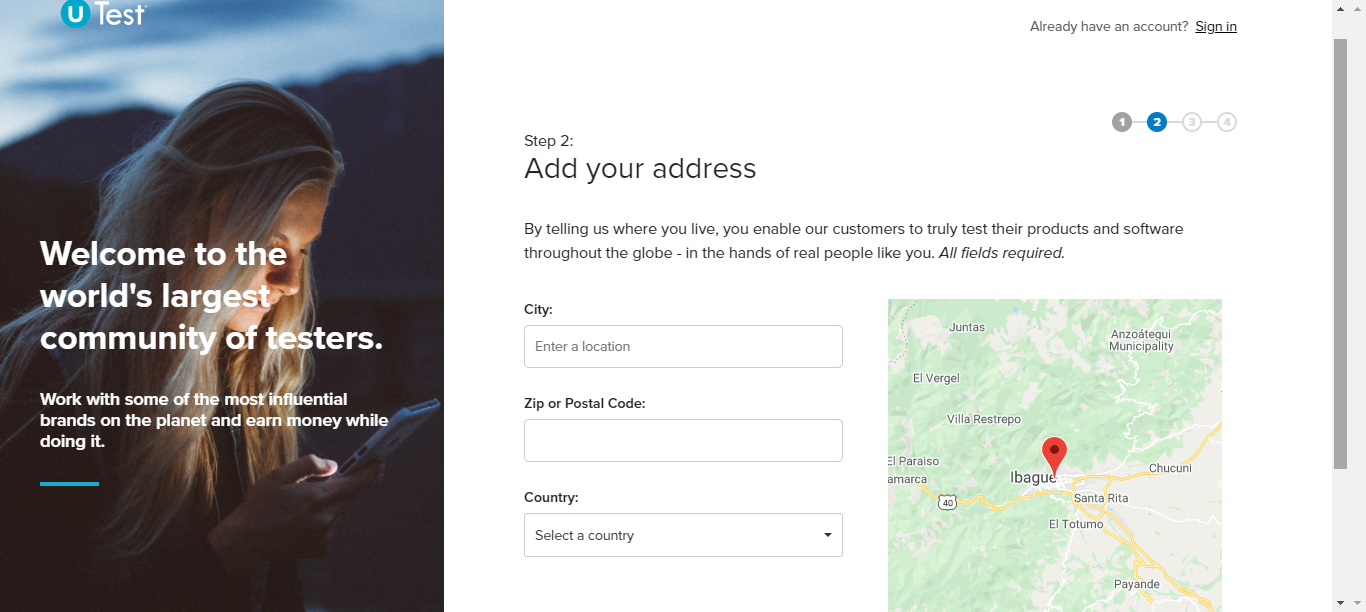 U Test
Already have an account? Sign in
1 2 3 4
Step 2:
Add your address
By telling us where you live, you enable our customers to truly test their products and software
throughout the globe - in the hands of real people like you. All fields required.
Welcome to the
world's largest
community of testers.
Work with some of the most influential
brands on the planet and earn money while
doing it.
City:
Enter a location
Zip or Postal Code:
Country:
Select a country
Juntas
Anzoátegui
Municipality
El Vergel
Villa Restrepo
El Paraiso
amarca
Ibague
Chucuni
40
Santa Rita
El Totumo
Payande